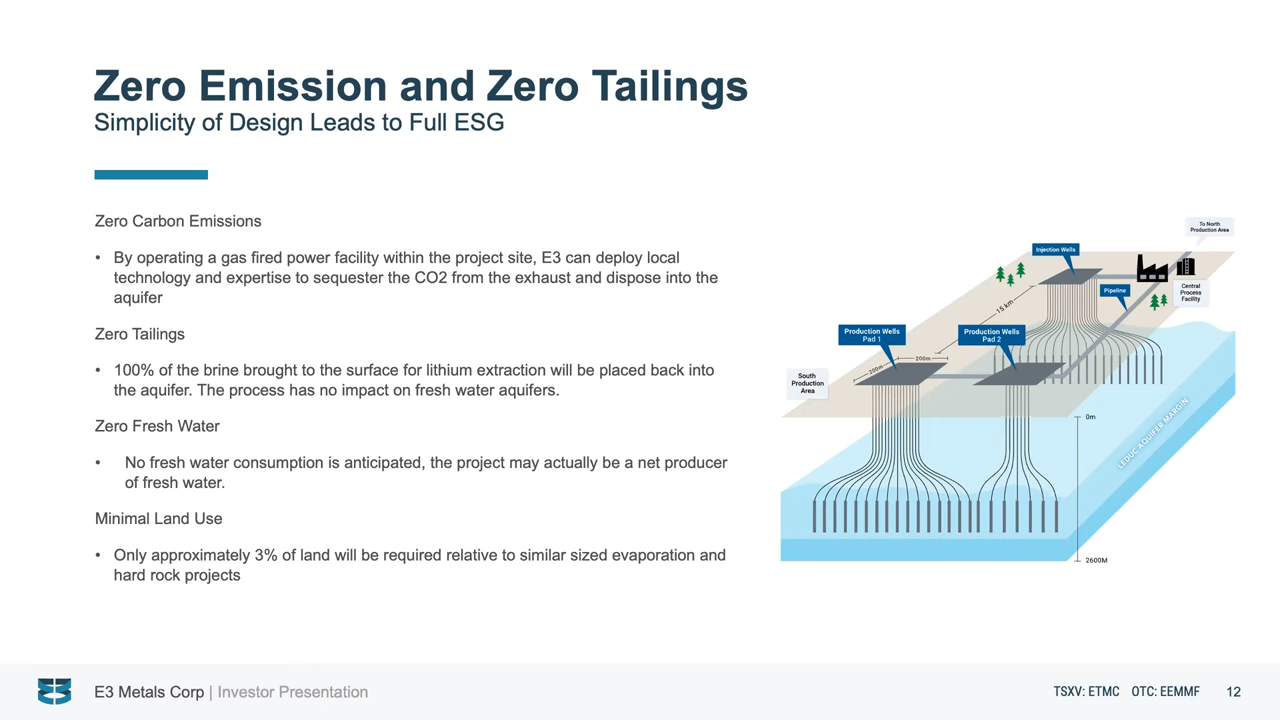 Zero Emission and Zero Tailings
Simplicity of Design Leads to Full ESG
Zero Carbon Emissions
• By operating a gas fired power facility within the project site, E3 can deploy local
technology and expertise to sequester the CO2 from the exhaust and dispose into the
aquifer
Zero Tailings
• 100% of the brine brought to the surface for lithium extraction will be placed back into
the aquifer. The process has no impact on fresh water aquifers.
Zero Fresh Water
• No fresh water consumption is anticipated, the project may actually be a net producer
of fresh water.
Minimal Land Use
• Only approximately 3% of land will be required relative to similar sized evaporation and
hard rock projects
To North
Production Area
Injection Wells
Central
Process
Facility
Pipeline
15 km
Production Wells
Pad 1
Production Wells
Pad 2
200m
200m
South
Production
Area
0m
LEDUC AQUIFER MARGIN
2600M
E3 Metals Corp | Investor Presentation
TSXV: ETMC OTC: EEMMF 12